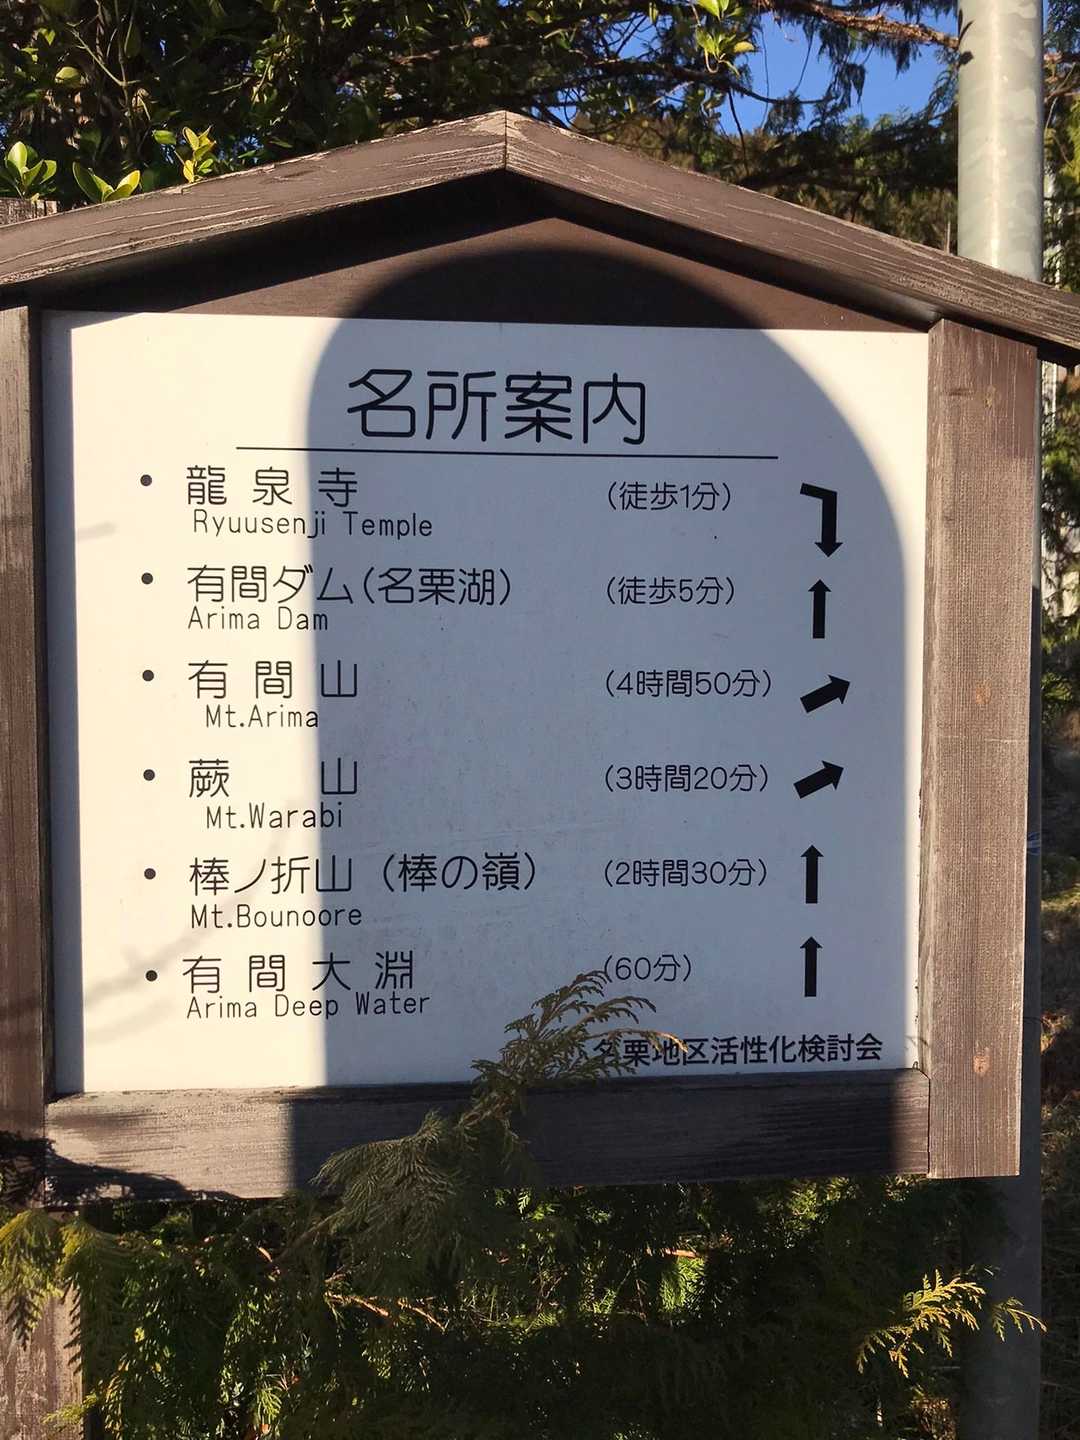 名所案内
・龍泉寺 (徒歩1分)
Ryuusenji Temple
・有間ダム(名栗湖) (徒歩5分)
Arima Dam
・有間山 (4時間50分)
Mt.Arima
・蕨山 (3時間20分)
Mt.Warabi
・棒ノ折山 (棒の嶺) (2時間30分)
Mt.Bounoore
・有間大淵 (60分)
Arima Deep Water
名栗地区活性化検討会